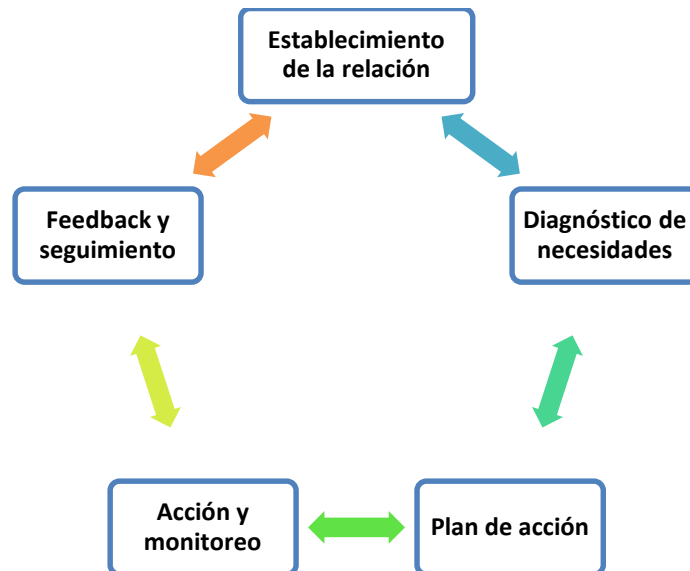 Establecimiento
de la relación
Feedback y
seguimiento
Diagnóstico de
necesidades
Acción y
monitoreo
Plan de acción